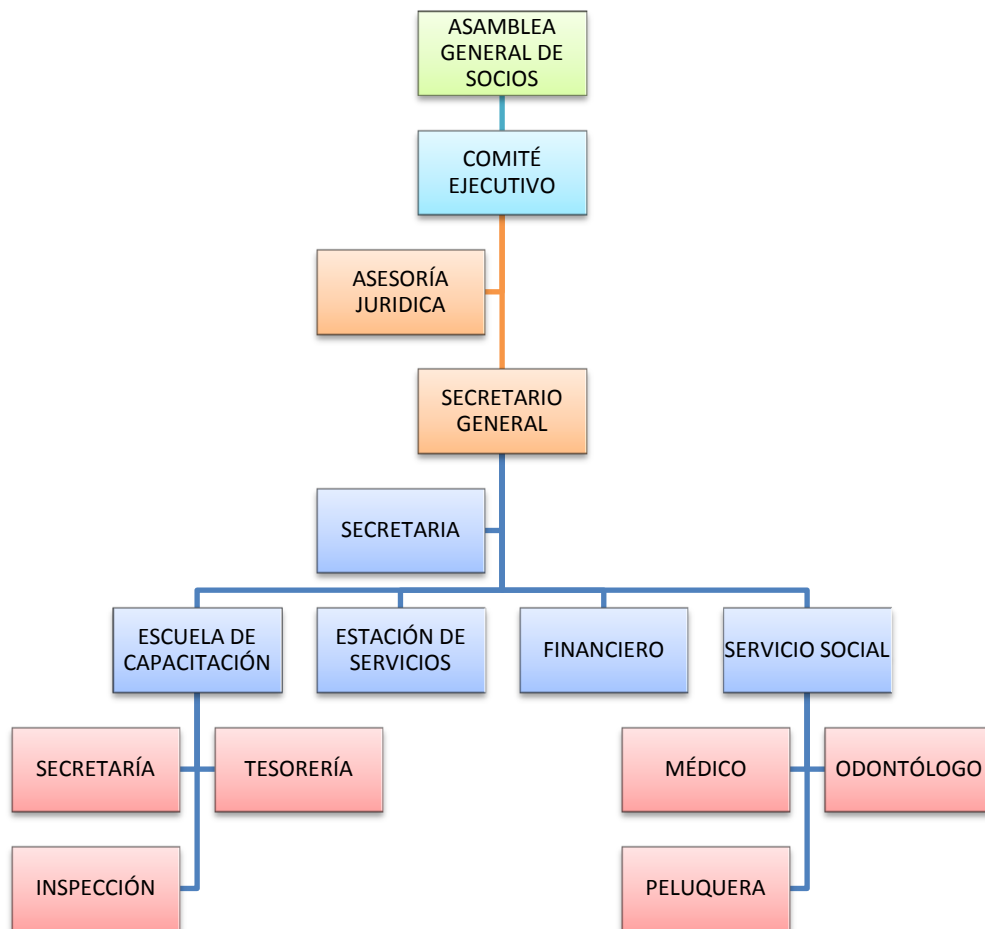 ASAMBLEA
GENERAL DE
SOCIOS
COMITÉ
EJECUTIVO
ASESORÍA
JURIDICA
SECRETARIO
GENERAL
SECRETARIA
ESCUELA DE
CAPACITACIÓN
ESTACIÓN DE
SERVICIOS
FINANCIERO
SERVICIO SOCIAL
SECRETARÍA
TESORERÍA
MÉDICO
ODONTÓLOGO
INSPECCIÓN
PELUQUERA